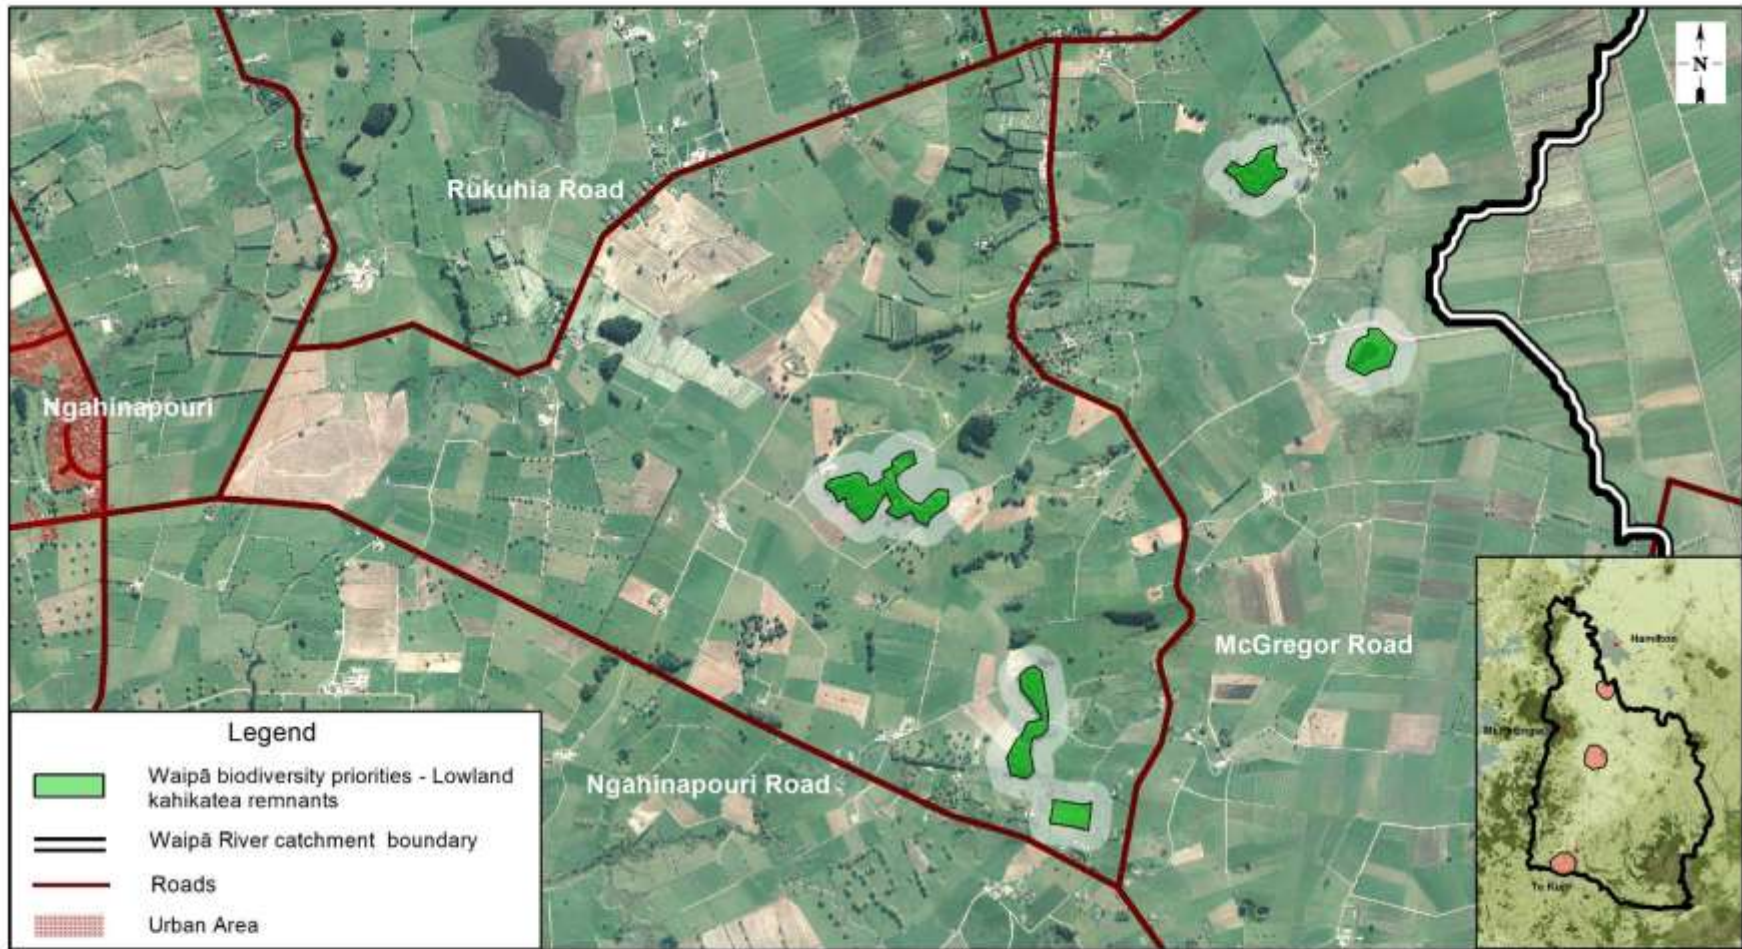 N
Rukuhia Road
Ngahinapouri
McGregor Road
Ngahinapouri Road
Hamilton
Te Kuiti
Legend
Waipā biodiversity priorities - Lowland
kahikatea remnants
Waipā River catchment boundary
Roads
Urban Area